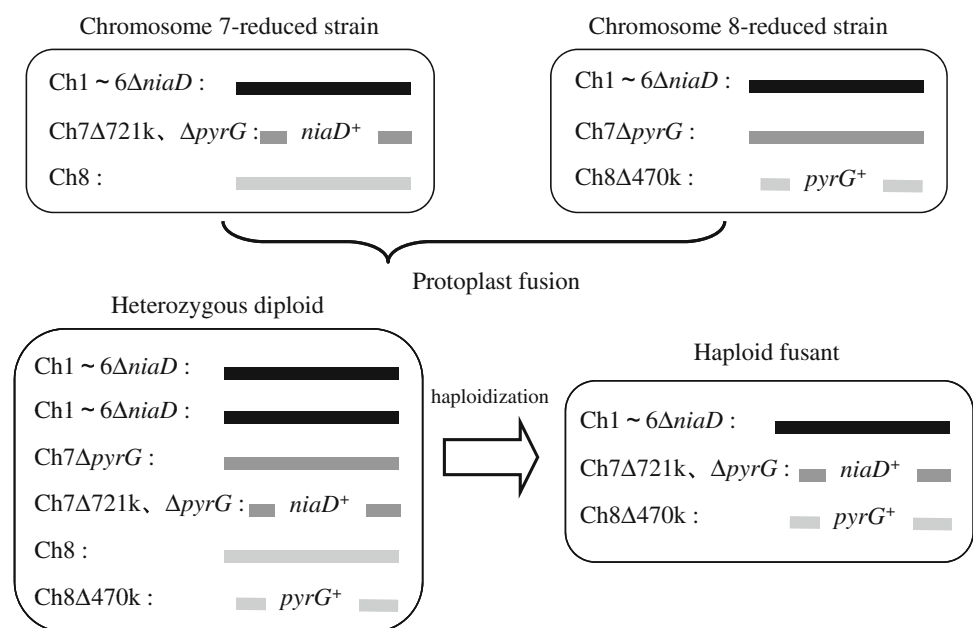 Chromosome 7-reduced strain
Ch1 ~ 6ΔniaD :
Ch7Δ721k、ΔpyrG : niaD⁺
Ch8 :
Chromosome 8-reduced strain
Ch1 ~ 6ΔniaD :
Ch7ΔpyrG :
Ch8Δ470k : pyrG⁺
Protoplast fusion
Heterozygous diploid
Ch1 ~ 6ΔniaD :
Ch1 ~ 6ΔniaD :
Ch7ΔpyrG :
Ch7Δ721k、ΔpyrG : niaD⁺
Ch8 :
Ch8Δ470k : pyrG⁺
haploidization
Haploid fusant
Ch1 ~ 6ΔniaD :
Ch7Δ721k、ΔpyrG : niaD⁺
Ch8Δ470k : pyrG⁺